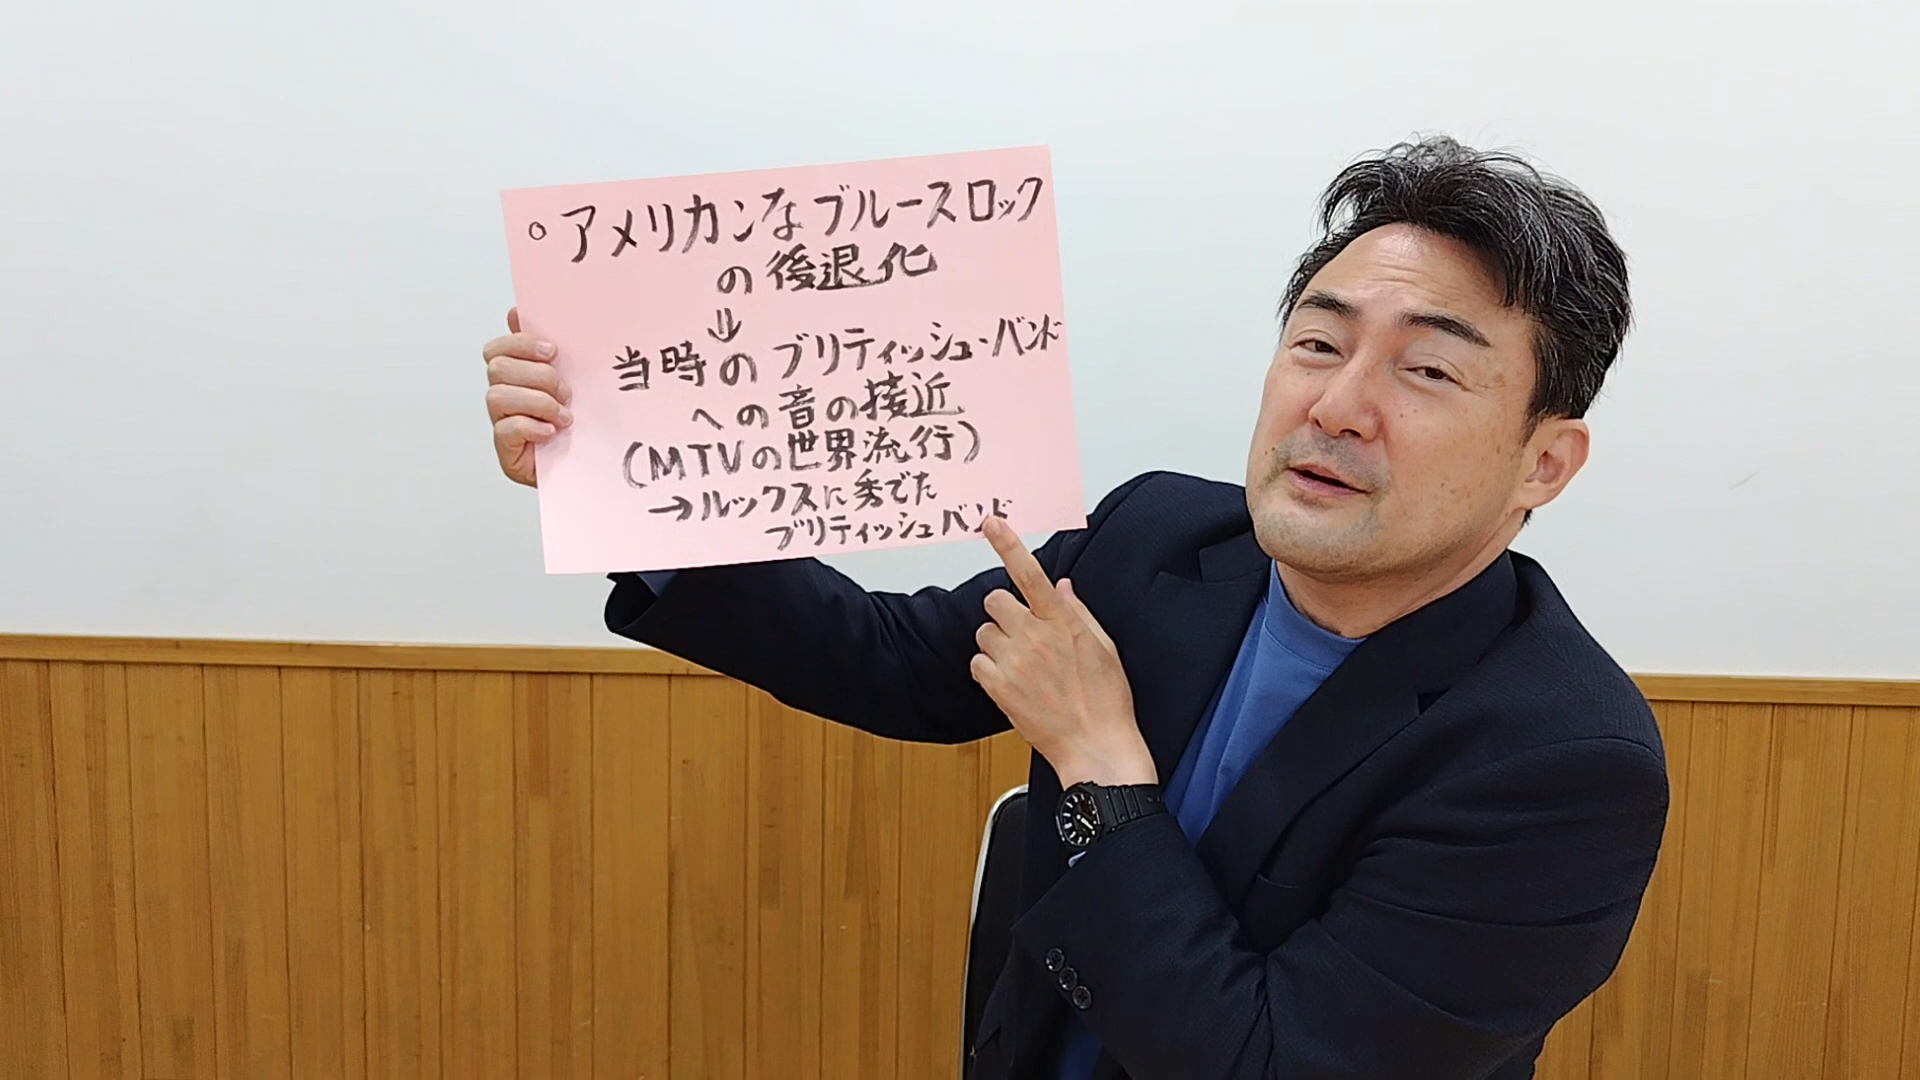 ○アメリカンなブルースロック
の後退化
⇓
当時のブリティッシュ・バンド
への音の接近
(MTVの世界流行)
→ルックスに秀でた
ブリティッシュバンド